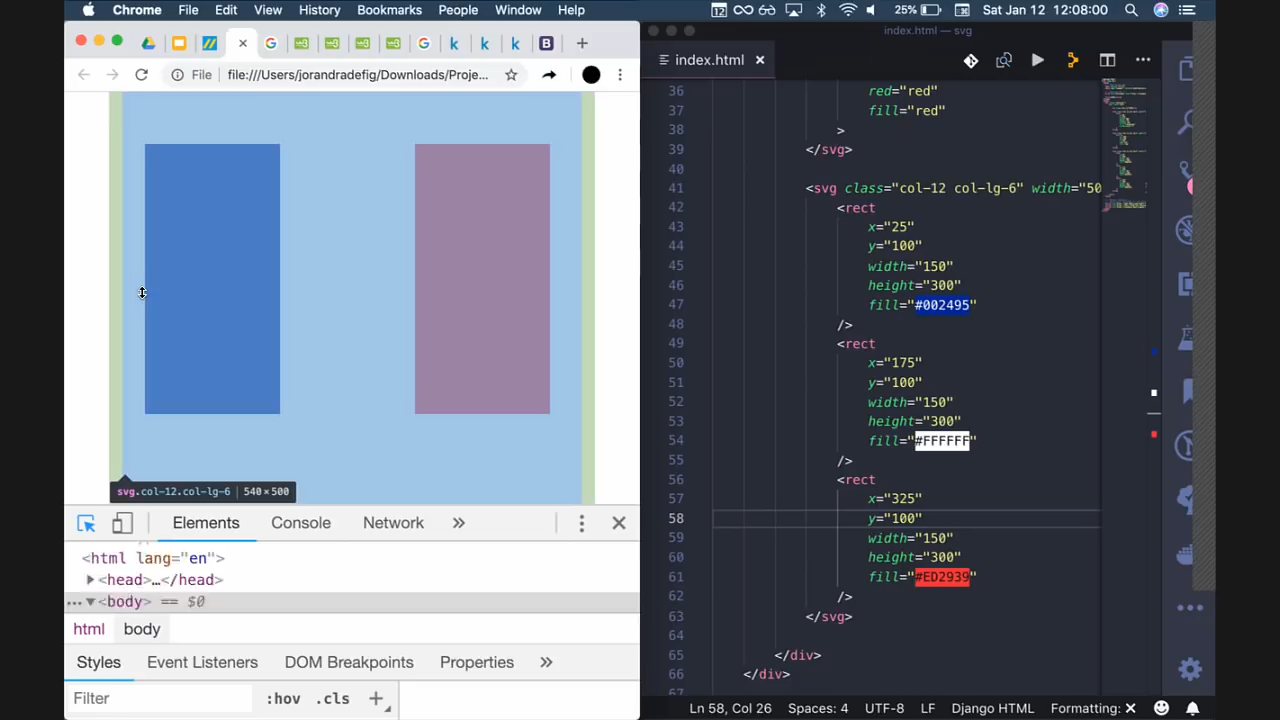 Chrome File Edit View History Bookmarks People Window Help
25% Sat Jan 12 12:08:00
File file:///Users/jorandradefig/Downloads/Proje...
svg.col-12.col-lg-6 540×500
Elements Console Network
<html lang="en">
<head>…</head>
… <body> == $0
html body
Styles Event Listeners DOM Breakpoints Properties
Filter :hov .cls
index.html — svg
index.html
36 red="red"
37 fill="red"
38 >
39 </svg>
40
41 <svg class="col-12 col-lg-6" width="50
42 <rect
43 x="25"
44 y="100"
45 width="150"
46 height="300"
47 fill="#002495"
48 />
49 <rect
50 x="175"
51 y="100"
52 width="150"
53 height="300"
54 fill="#FFFFFF"
55 />
56 <rect
57 x="325"
58 y="100"
59 width="150"
60 height="300"
61 fill="#ED2939"
62 />
63 </svg>
64
65 </div>
66 </div>
67
Ln 58, Col 26 Spaces: 4 UTF-8 LF Django HTML Formatting: ✕